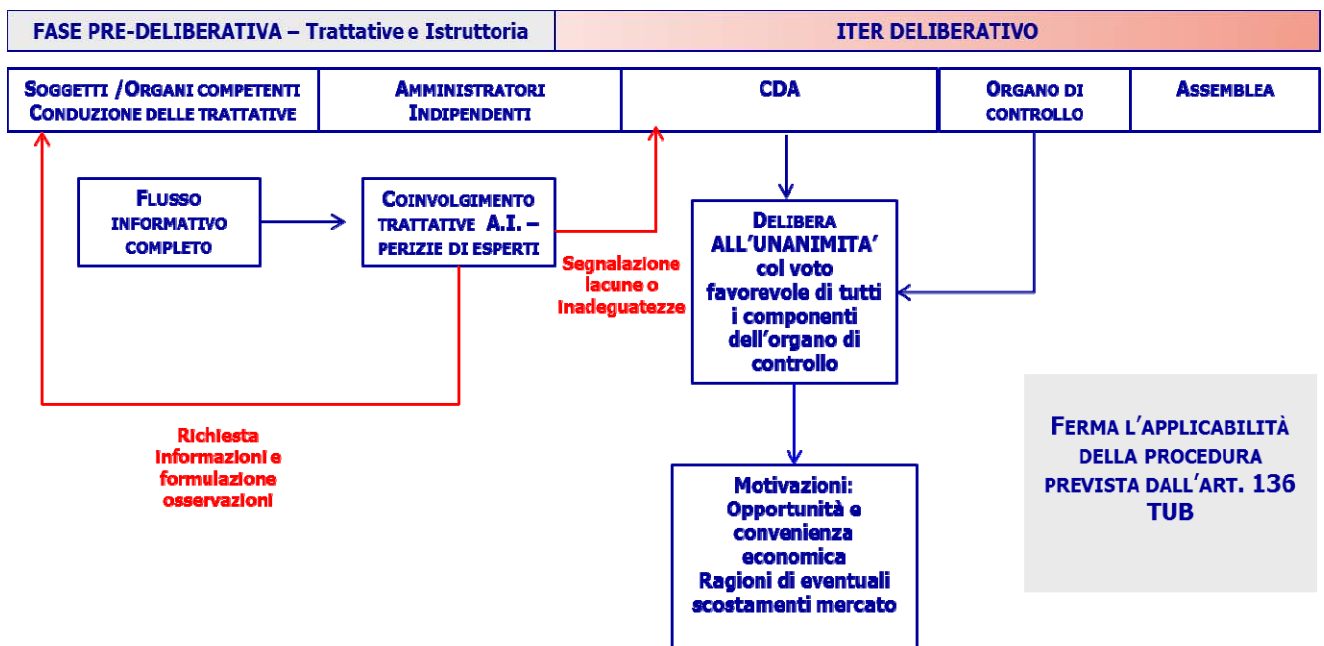 FASE PRE-DELIBERATIVA – Trattative e Istruttoria
ITER DELIBERATIVO
SOGGETTI /ORGANI COMPETENTI
CONDUZIONE DELLE TRATTATIVE
AMMINISTRATORI
INDIPENDENTI
CDA
ORGANO DI
CONTROLLO
ASSEMBLEA
FLUSSO
INFORMATIVO
COMPLETO
COINVOLGIMENTO
TRATTATIVE A.I. –
PERIZIE DI ESPERTI
Segnalazione
lacune o
inadeguatezze
DELIBERA
ALL'UNANIMITA'
col voto
favorevole di tutti
i componenti
dell'organo di
controllo
Richiesta
informazioni e
formulazione
osservazioni
Motivazioni:
Opportunità e
convenienza
economica
Ragioni di eventuali
scostamenti mercato
FERMA L'APPLICABILITÀ
DELLA PROCEDURA
PREVISTA DALL'ART. 136
TUB